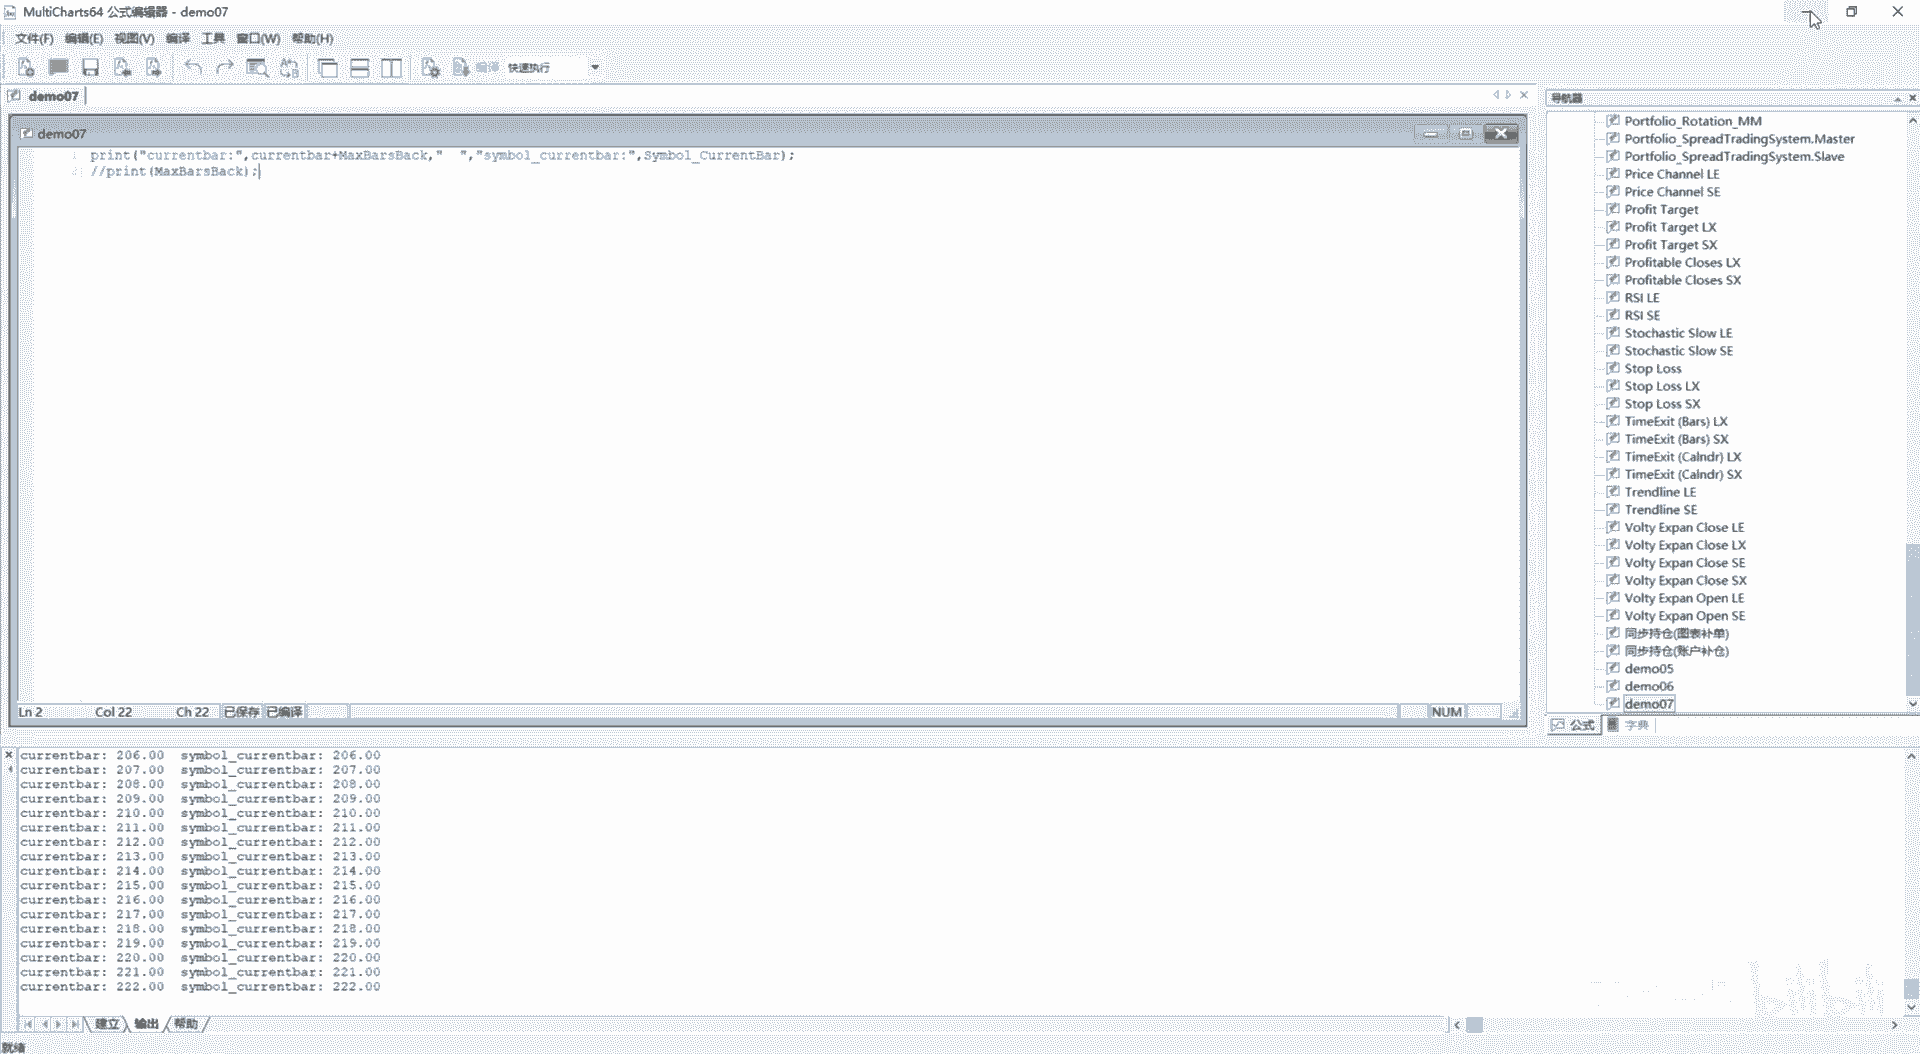 MultiCharts64 公式编辑器 - demo07
文件(F) 编辑(E) 视图(V) 编译 工具 窗口(W) 帮助(H)
编译 快速执行
demo07
导航器
demo07
1 print("currentbar:",currentbar+MaxBarsBack,"  ","symbol_currentbar:",Symbol_CurrentBar);
2 //print(MaxBarsBack);
Ln 2 Col 22 Ch 22 已保存 已编译 NUM
Portfolio_Rotation_MM
Portfolio_SpreadTradingSystem.Master
Portfolio_SpreadTradingSystem.Slave
Price Channel LE
Price Channel SE
Profit Target
Profit Target LX
Profit Target SX
Profitable Closes LX
Profitable Closes SX
RSI LE
RSI SE
Stochastic Slow LE
Stochastic Slow SE
Stop Loss
Stop Loss LX
Stop Loss SX
TimeExit (Bars) LX
TimeExit (Bars) SX
TimeExit (Calndr) LX
TimeExit (Calndr) SX
Trendline LE
Trendline SE
Volty Expan Close LE
Volty Expan Close LX
Volty Expan Close SE
Volty Expan Close SX
Volty Expan Open LE
Volty Expan Open SE
同步持仓(图表补单)
同步持仓(账户补仓)
demo05
demo06
demo07
公式 字典
currentbar: 206.00  symbol_currentbar: 206.00
currentbar: 207.00  symbol_currentbar: 207.00
currentbar: 208.00  symbol_currentbar: 208.00
currentbar: 209.00  symbol_currentbar: 209.00
currentbar: 210.00  symbol_currentbar: 210.00
currentbar: 211.00  symbol_currentbar: 211.00
currentbar: 212.00  symbol_currentbar: 212.00
currentbar: 213.00  symbol_currentbar: 213.00
currentbar: 214.00  symbol_currentbar: 214.00
currentbar: 215.00  symbol_currentbar: 215.00
currentbar: 216.00  symbol_currentbar: 216.00
currentbar: 217.00  symbol_currentbar: 217.00
currentbar: 218.00  symbol_currentbar: 218.00
currentbar: 219.00  symbol_currentbar: 219.00
currentbar: 220.00  symbol_currentbar: 220.00
currentbar: 221.00  symbol_currentbar: 221.00
currentbar: 222.00  symbol_currentbar: 222.00
bilibili
建立 输出 帮助
就绪